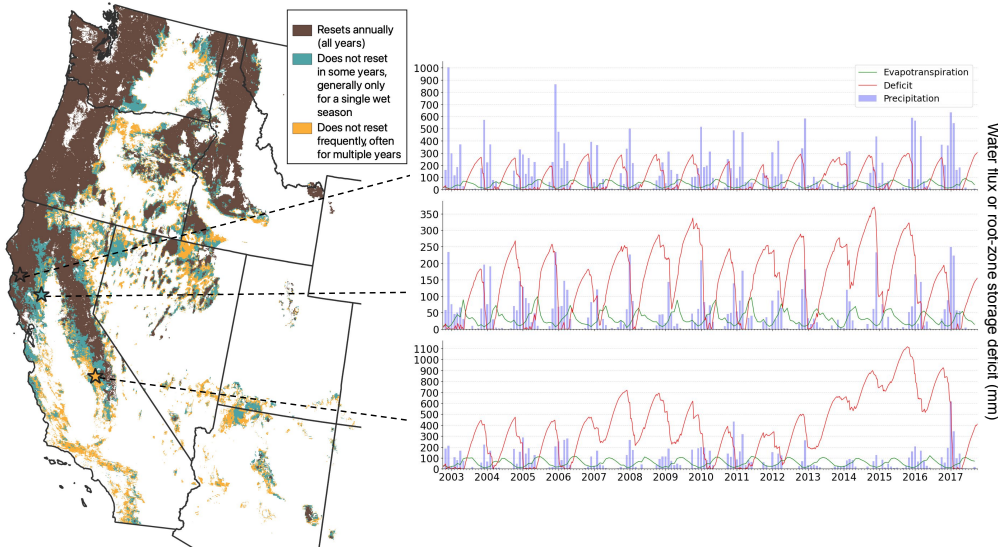 Resets annually
(all years)
Does not reset
in some years,
generally only
for a single wet
season
Does not reset
frequently, often
for multiple years
1000
900
800
700
600
500
400
300
200
100
0
Evapotranspiration
Deficit
Precipitation
350
300
250
200
150
100
50
0
1100
1000
900
800
700
600
500
400
300
200
100
0
2003 2004 2005 2006 2007 2008 2009 2010 2011 2012 2013 2014 2015 2016 2017
Water flux or root-zone storage deficit (mm)